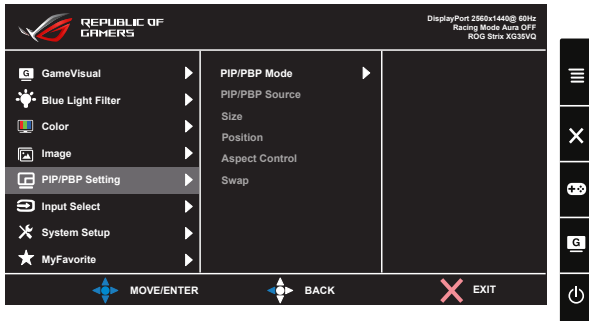 REPUBLIC OF
GAMERS
DisplayPort 2560x1440@ 60Hz
Racing Mode Aura OFF
ROG Strix XG35VQ
G
GameVisual
Blue Light Filter
Color
Image
PIP/PBP Setting
Input Select
System Setup
MyFavorite
PIP/PBP Mode
PIP/PBP Source
Size
Position
Aspect Control
Swap
MOVE/ENTER
BACK
EXIT
G